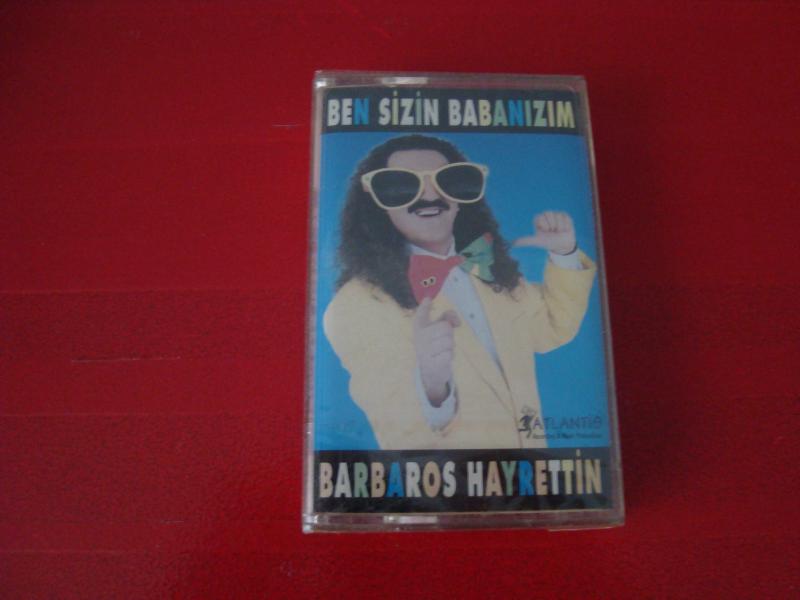 BEN SİZİN BABANIZIM
ATLANTİS
BARBAROS HAYRETTİN